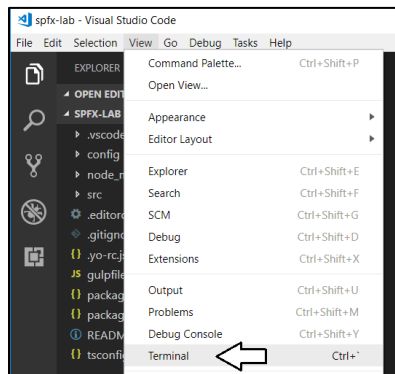 spfx-lab - Visual Studio Code
File Edit Selection View Go Debug Tasks Help
EXPLORER
OPEN EDIT
SPFX-LAB
.vscode
config
node_m
src
.editorc
.gitigno
{} .yo-rc.js
JS gulpfile
{} packag
{} packag
READM
{} tsconfi
Command Palette... Ctrl+Shift+P
Open View...
Appearance
Editor Layout
Explorer Ctrl+Shift+E
Search Ctrl+Shift+F
SCM Ctrl+Shift+G
Debug Ctrl+Shift+D
Extensions Ctrl+Shift+X
Output Ctrl+Shift+U
Problems Ctrl+Shift+M
Debug Console Ctrl+Shift+Y
Terminal Ctrl+`